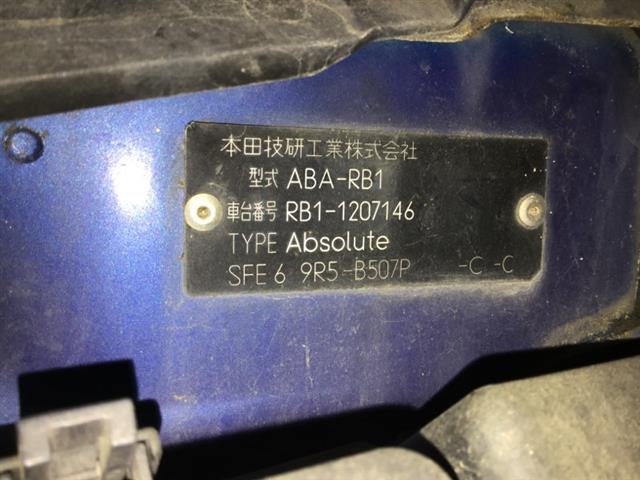 本田技研工業株式会社
型式 ABA-RB1
車台番号 RB1-1207146
TYPE Absolute
SFE 6 9R5-B507P -C -C